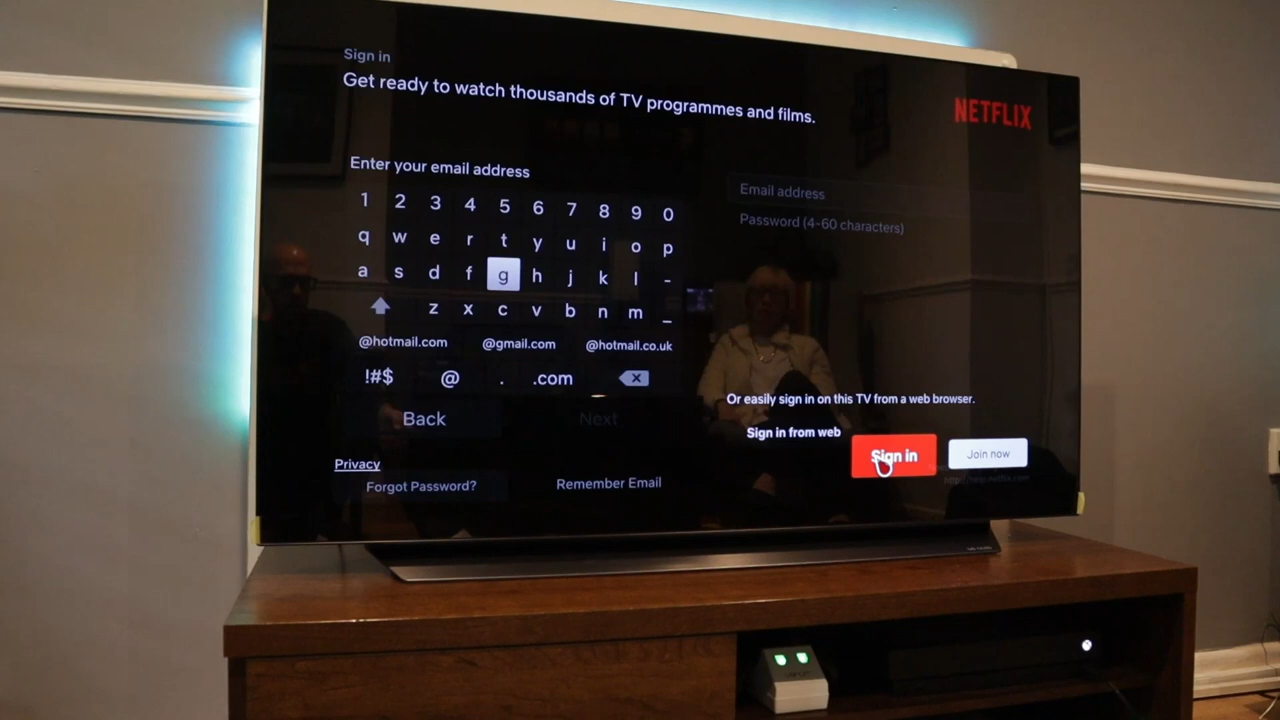 Sign in
Get ready to watch thousands of TV programmes and films.
NETFLIX
Enter your email address
Email address
Password (4-60 characters)
1 2 3 4 5 6 7 8 9 0
q w e r t y u i o p
a s d f g h j k l -
z x c v b n m _
@hotmail.com @gmail.com @hotmail.co.uk
!#$ @ . .com
Back Next
Or easily sign in on this TV from a web browser.
Sign in from web
Sign in
Join now
Privacy
Forgot Password?
Remember Email